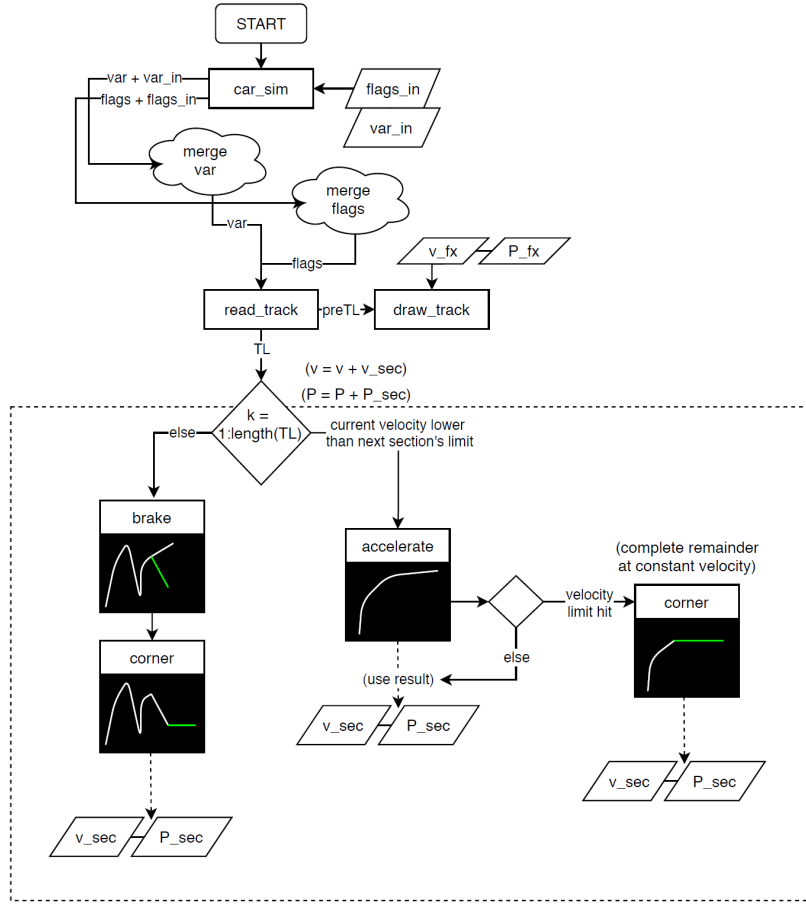 START
var + var_in
flags + flags_in
car_sim
flags_in
var_in
merge
var
merge
flags
var
flags
v_fx
P_fx
read_track
preTL
draw_track
TL
(v = v + v_sec)
(P = P + P_sec)
k =
1:length(TL)
else
current velocity lower
than next section's limit
brake
accelerate
(complete remainder
at constant velocity)
velocity
limit hit
corner
corner
else
(use result)
v_sec
P_sec
v_sec
P_sec
v_sec
P_sec